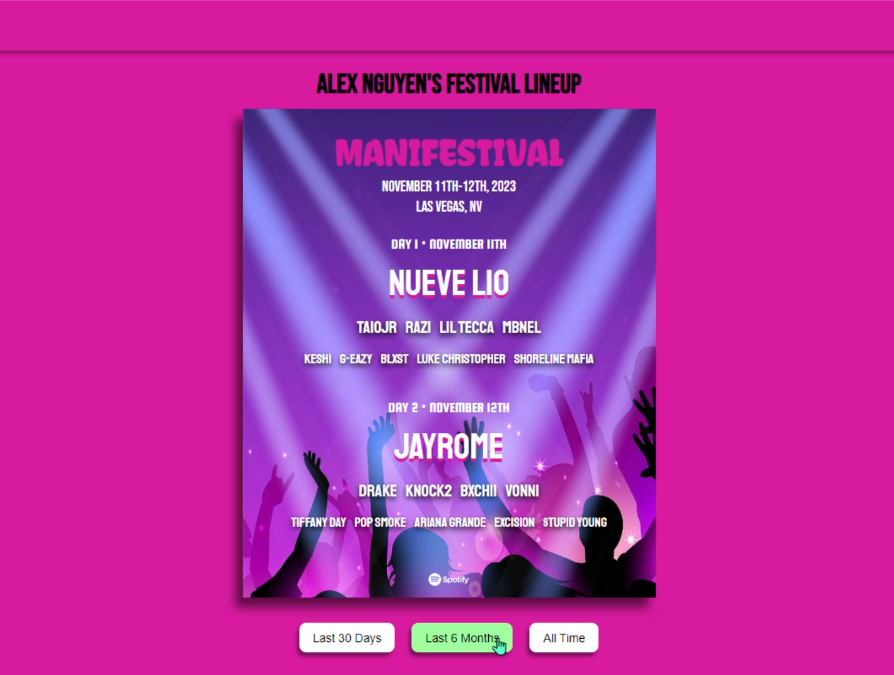 ALEX NGUYEN'S FESTIVAL LINEUP
MANIFESTIVAL
NOVEMBER 11TH-12TH, 2023
LAS VEGAS, NV
DAY 1 • NOVEMBER 11TH
NUEVE LIO
TAIOJR RAZI LIL TECCA MBNEL
KESHI G-EAZY BLXST LUKE CHRISTOPHER SHORELINE MAFIA
DAY 2 • NOVEMBER 12TH
JAYROME
DRAKE KNOCK2 BXCHII VONNI
TIFFANY DAY POP SMOKE ARIANA GRANDE EXCISION $TUPID YOUNG
Spotify
Last 30 Days Last 6 Months All Time